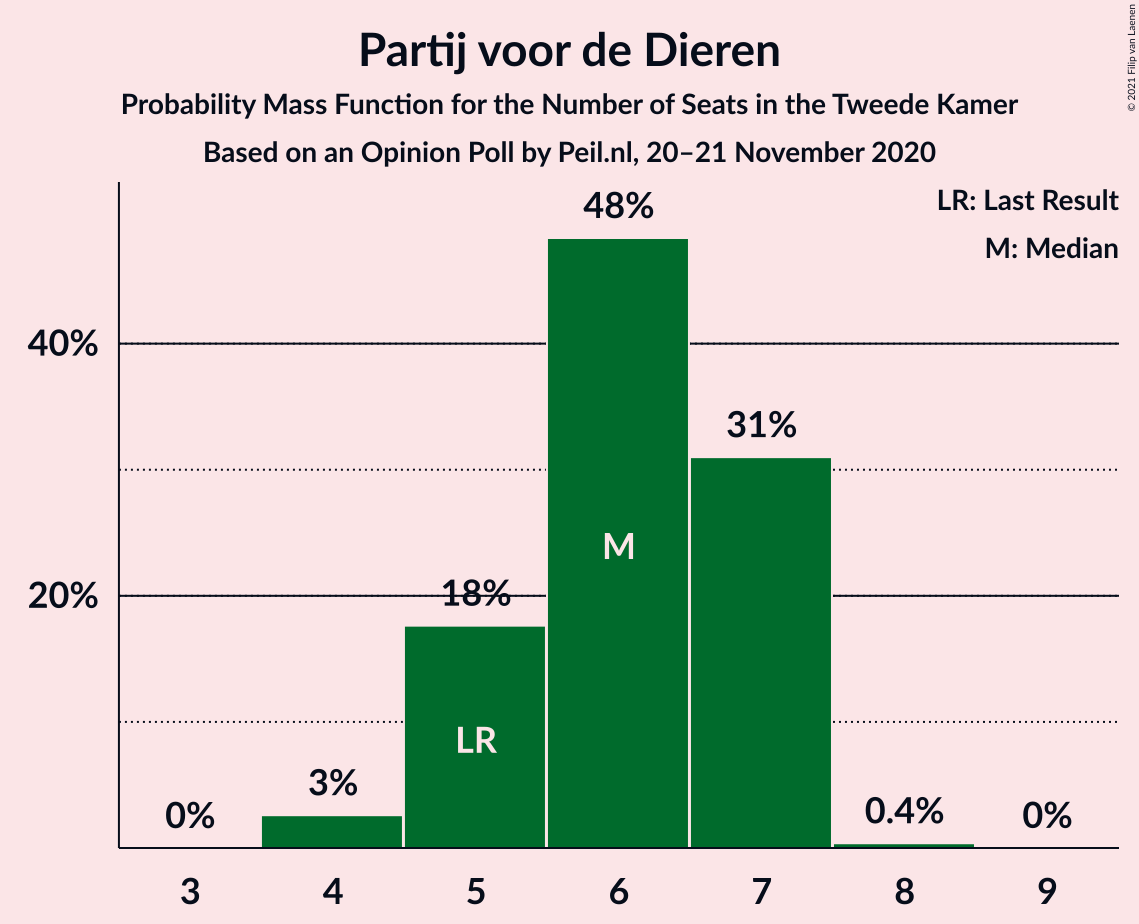 Partij voor de Dieren
Probability Mass Function for the Number of Seats in the Tweede Kamer
Based on an Opinion Poll by Peil.nl, 20–21 November 2020
© 2021 Filip van Laenen
LR: Last Result
M: Median
48%
40%
31%
M
20%
18%
LR
3%
0%
0.4%
0%
3 4 5 6 7 8 9